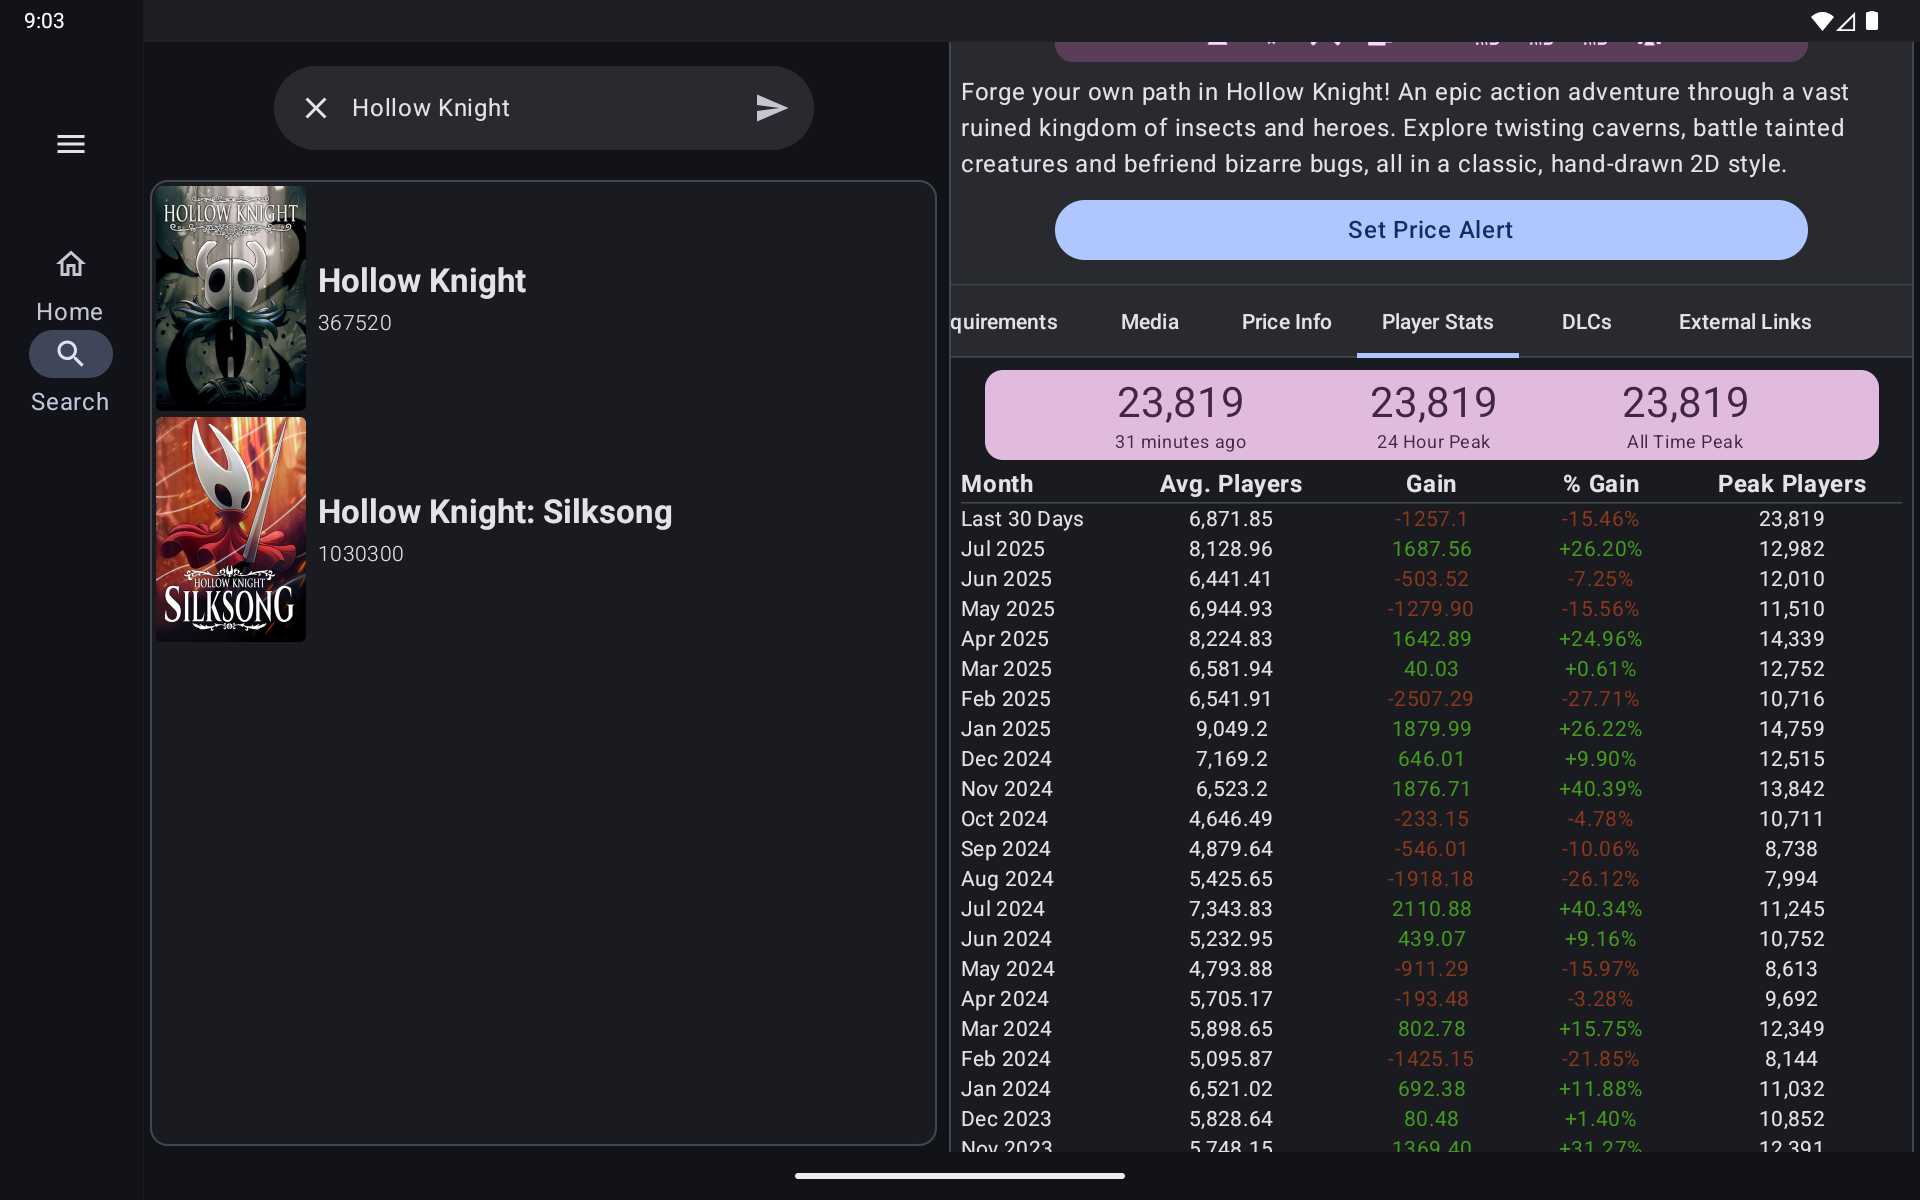 9:03
Hollow Knight
Home
Search
HOLLOW KNIGHT
Hollow Knight
367520
HOLLOW KNIGHT
SILKSONG
Hollow Knight: Silksong
1030300
Forge your own path in Hollow Knight! An epic action adventure through a vast
ruined kingdom of insects and heroes. Explore twisting caverns, battle tainted
creatures and befriend bizarre bugs, all in a classic, hand-drawn 2D style.
Set Price Alert
quirements Media Price Info Player Stats DLCs External Links
23,819 23,819 23,819
31 minutes ago 24 Hour Peak All Time Peak
Month Avg. Players Gain % Gain Peak Players
Last 30 Days 6,871.85 -1257.1 -15.46% 23,819
Jul 2025 8,128.96 1687.56 +26.20% 12,982
Jun 2025 6,441.41 -503.52 -7.25% 12,010
May 2025 6,944.93 -1279.90 -15.56% 11,510
Apr 2025 8,224.83 1642.89 +24.96% 14,339
Mar 2025 6,581.94 40.03 +0.61% 12,752
Feb 2025 6,541.91 -2507.29 -27.71% 10,716
Jan 2025 9,049.2 1879.99 +26.22% 14,759
Dec 2024 7,169.2 646.01 +9.90% 12,515
Nov 2024 6,523.2 1876.71 +40.39% 13,842
Oct 2024 4,646.49 -233.15 -4.78% 10,711
Sep 2024 4,879.64 -546.01 -10.06% 8,738
Aug 2024 5,425.65 -1918.18 -26.12% 7,994
Jul 2024 7,343.83 2110.88 +40.34% 11,245
Jun 2024 5,232.95 439.07 +9.16% 10,752
May 2024 4,793.88 -911.29 -15.97% 8,613
Apr 2024 5,705.17 -193.48 -3.28% 9,692
Mar 2024 5,898.65 802.78 +15.75% 12,349
Feb 2024 5,095.87 -1425.15 -21.85% 8,144
Jan 2024 6,521.02 692.38 +11.88% 11,032
Dec 2023 5,828.64 80.48 +1.40% 10,852
Nov 2023 5,748.15 1369.40 +31.27% 12,391